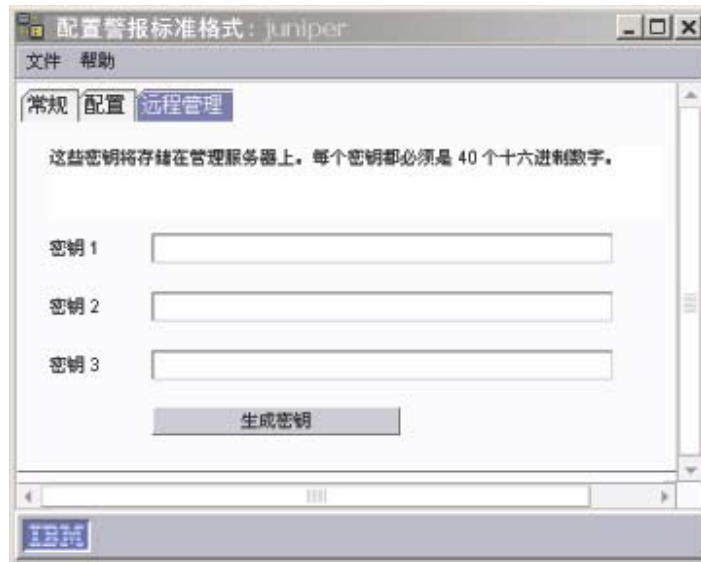 配置警报标准格式: juniper
文件 帮助
常规 配置 远程管理
这些密钥将存储在管理服务器上。每个密钥都必须是 40 个十六进制数字。
密钥 1
密钥 2
密钥 3
生成密钥
IBM